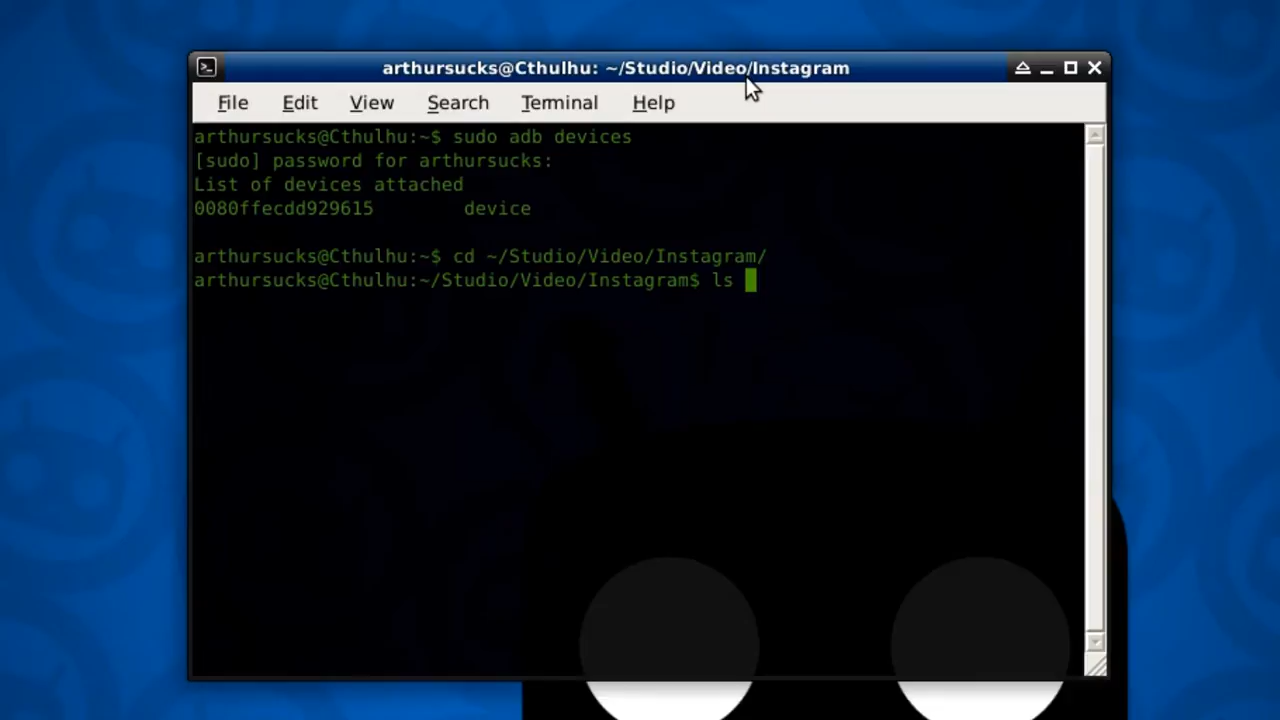 arthursucks@Cthulhu: ~/Studio/Video/Instagram
File Edit View Search Terminal Help
arthursucks@Cthulhu:~$ sudo adb devices
[sudo] password for arthursucks:
List of devices attached
0080ffecdd929615 device
arthursucks@Cthulhu:~$ cd ~/Studio/Video/Instagram/
arthursucks@Cthulhu:~/Studio/Video/Instagram$ ls